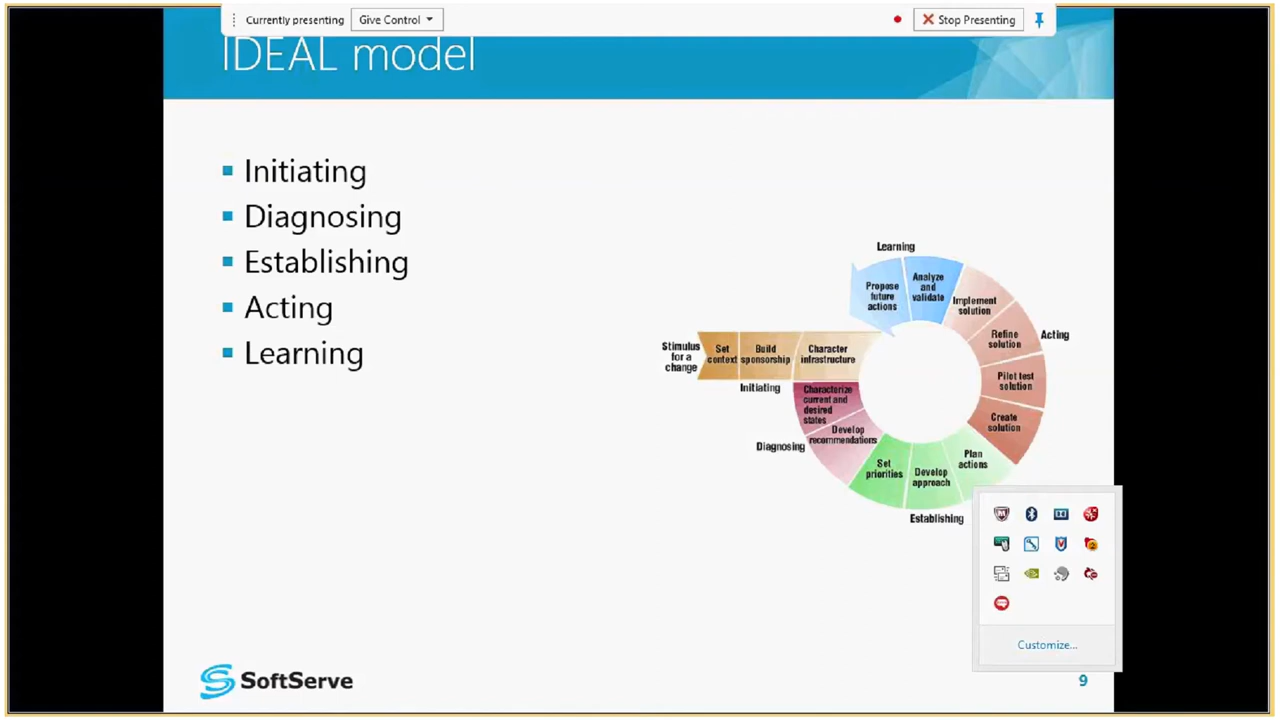 Currently presenting
Give Control
Stop Presenting
IDEAL model
Initiating
Diagnosing
Establishing
Acting
Learning
Learning
Propose
future
actions
Analyze
and
validate
Implement
solution
Refine
solution
Acting
Pilot test
solution
Create
solution
Stimulus
for a
change
Set
context
Build
sponsorship
Character
infrastructure
Initiating
Characterize
current and
desired
states
Develop
recommendations
Diagnosing
Set
priorities
Develop
approach
Plan
actions
Establishing
Customize...
SoftServe
9